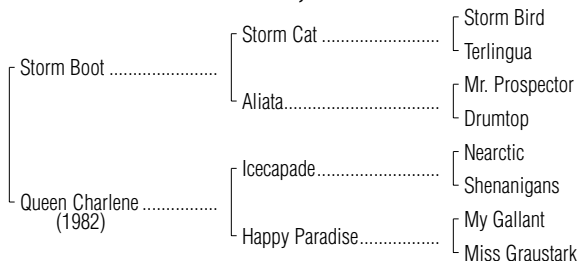 Storm Bird
Storm Cat ........................
Terlingua
Storm Boot ......................
Mr. Prospector
Aliata................................
Drumtop
Nearctic
Icecapade.........................
Shenanigans
Queen Charlene ...............
(1982)
My Gallant
Happy Paradise................
Miss Graustark